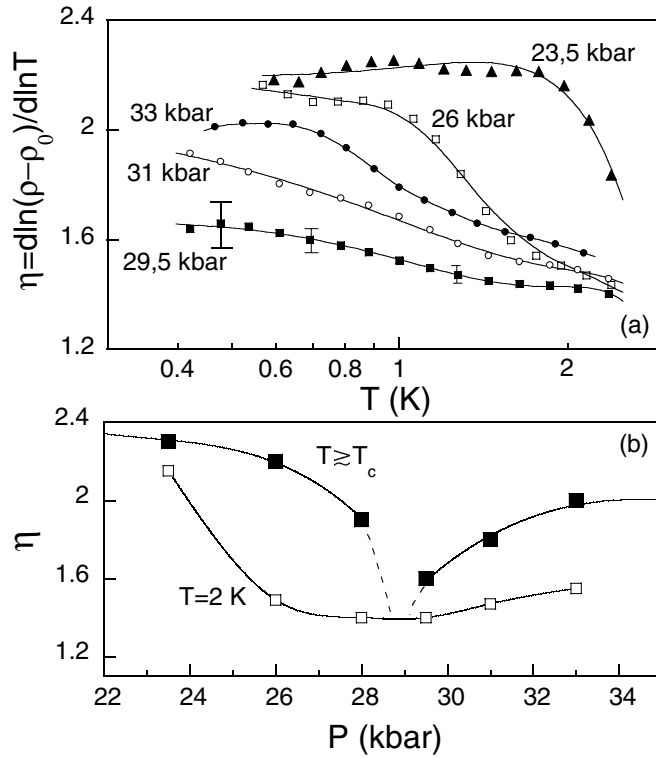 2.4
(a)
23,5 kbar
33 kbar
26 kbar
2
31 kbar
η=dln(ρ−ρ₀)/dlnT
1.6
29,5 kbar
1.2
0.4 0.6 0.8 1 2
T (K)
2.4
(b)
T≳T_c
2
η
1.6
T=2 K
1.2
22 24 26 28 30 32 34
P (kbar)